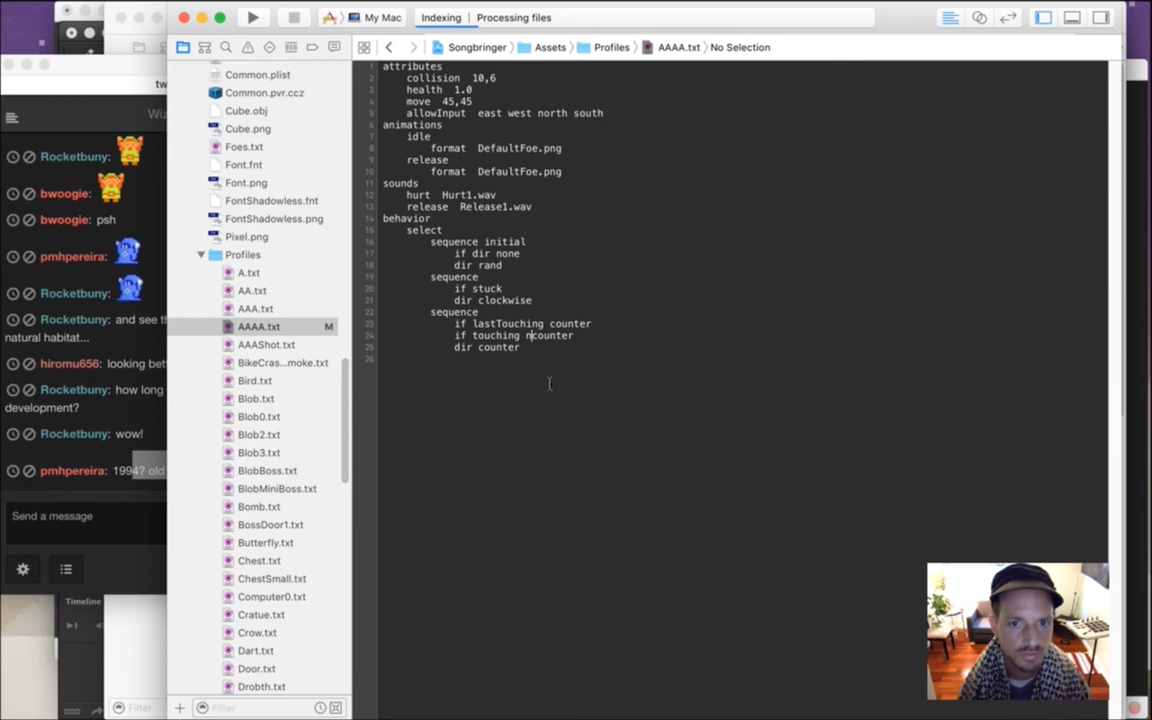 My Mac
Indexing | Processing files
Songbringer
Assets
Profiles
AAAA.txt
No Selection
tw
Wiz
Rocketbuny:
bwoogie:
bwoogie: psh
pmhpereira:
Rocketbuny:
Rocketbuny: and see th
natural habitat...
hiromu656: looking bet
Rocketbuny: how long
development?
Rocketbuny: wow!
pmhpereira: 1994? old
Send a message
Timeline
Filter
Common.plist
Common.pvr.ccz
Cube.obj
Cube.png
Foes.txt
Font.fnt
Font.png
FontShadowless.fnt
FontShadowless.png
Pixel.png
Profiles
A.txt
AA.txt
AAA.txt
AAAA.txt M
AAAShot.txt
BikeCras...moke.txt
Bird.txt
Blob.txt
Blob0.txt
Blob2.txt
Blob3.txt
BlobBoss.txt
BlobMiniBoss.txt
Bomb.txt
BossDoor1.txt
Butterfly.txt
Chest.txt
ChestSmall.txt
Computer0.txt
Cratue.txt
Crow.txt
Dart.txt
Door.txt
Drobth.txt
Filter
1 attributes
2 collision 10,6
3 health 1.0
4 move 45,45
5 allowInput east west north south
6 animations
7 idle
8 format DefaultFoe.png
9 release
10 format DefaultFoe.png
11 sounds
12 hurt Hurt1.wav
13 release Release1.wav
14 behavior
15 select
16 sequence initial
17 if dir none
18 dir rand
19 sequence
20 if stuck
21 dir clockwise
22 sequence
23 if lastTouching counter
24 if touching ncounter
25 dir counter
26